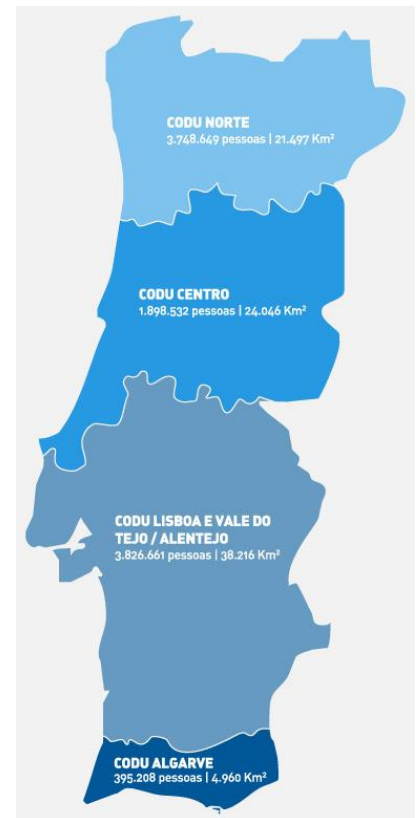 CODU NORTE
3.748.649 pessoas | 21.497 Km²
CODU CENTRO
1.898.532 pessoas | 24.046 Km²
CODU LISBOA E VALE DO
TEJO / ALENTEJO
3.826.661 pessoas | 38.216 Km²
CODU ALGARVE
395.208 pessoas | 4.960 Km²